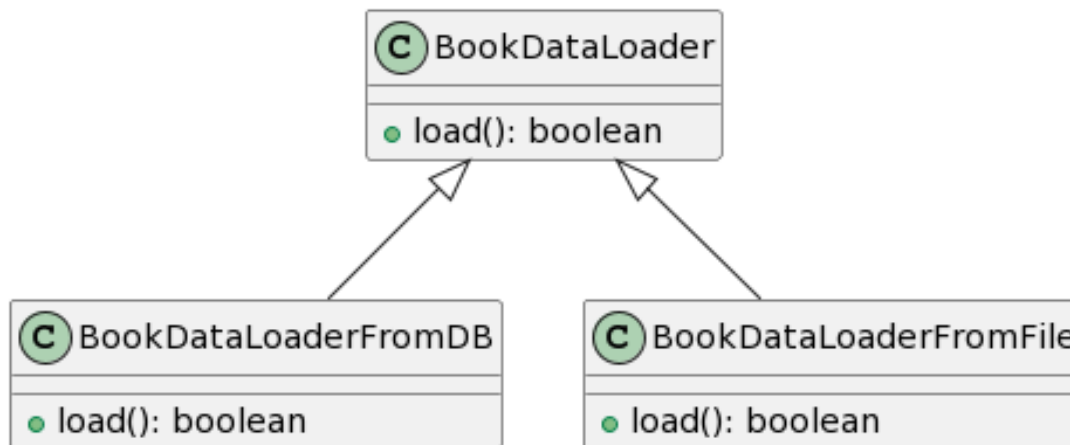 C BookDataLoader
load(): boolean
C BookDataLoaderFromDB
load(): boolean
C BookDataLoaderFromFile
load(): boolean